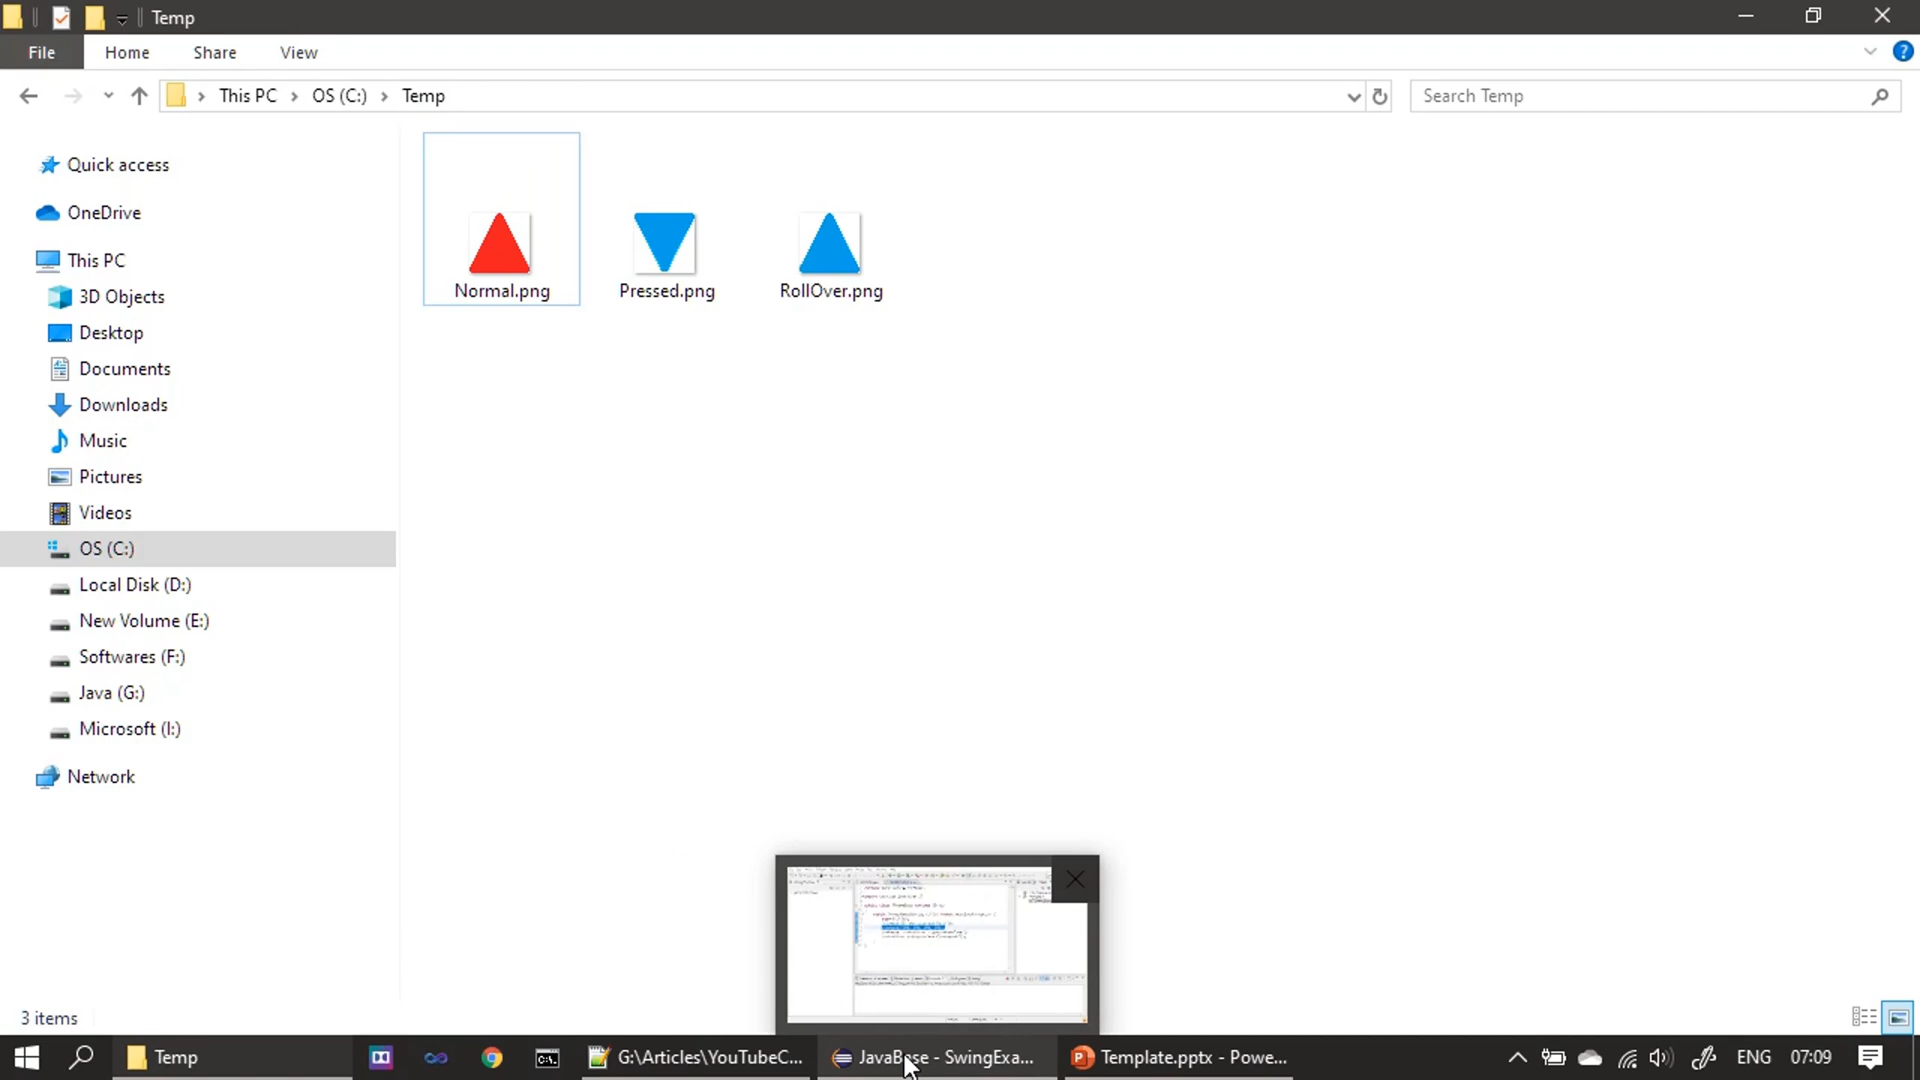 Temp
File
Home
Share
View
This PC
OS (C:)
Temp
Search Temp
Quick access
OneDrive
This PC
3D Objects
Desktop
Documents
Downloads
Music
Pictures
Videos
OS (C:)
Local Disk (D:)
New Volume (E:)
Softwares (F:)
Java (G:)
Microsoft (I:)
Network
Normal.png
Pressed.png
RollOver.png
3 items
Temp
G:\Articles\YouTubeC...
JavaBase - SwingExa...
Template.pptx - Powe...
ENG
07:09